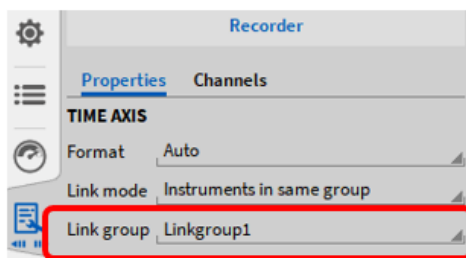 Recorder
Properties Channels
TIME AXIS
Format Auto
Link mode Instruments in same group
Link group Linkgroup1